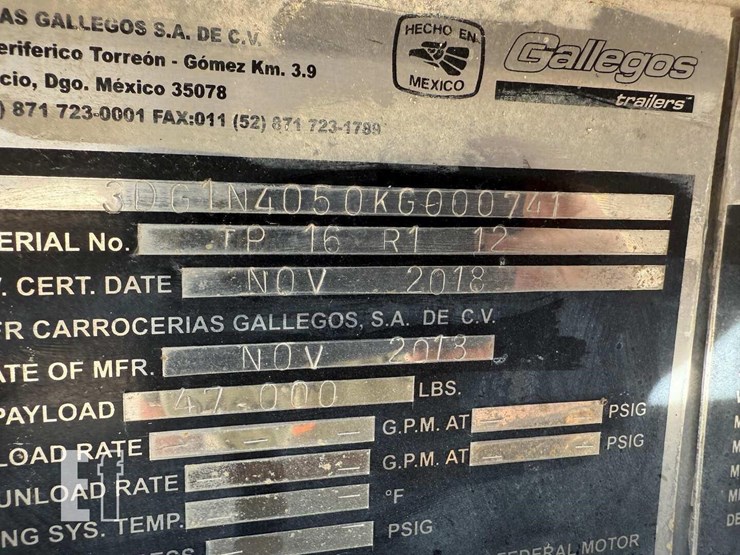 AS GALLEGOS S.A. DE C.V.
eriferico Torreón - Gómez Km. 3.9
cio, Dgo. México 35078
) 871 723-0001 FAX:011 (52) 871 723-1789
HECHO EN
MEXICO
Gallegos
trailers
3DG1N4050KG000741
ERIAL No. TP 16 R1 12
. CERT. DATE NOV 2018
FR CARROCERIAS GALLEGOS, S.A. DE C.V.
ATE OF MFR. NOV 2018
PAYLOAD 47.000 LBS.
LOAD RATE — — — G.P.M. AT — — PSIG
UNLOAD RATE — — — G.P.M. AT — — PSIG
NG SYS. TEMP. — — °F
PSIG
FEDERAL MOTOR